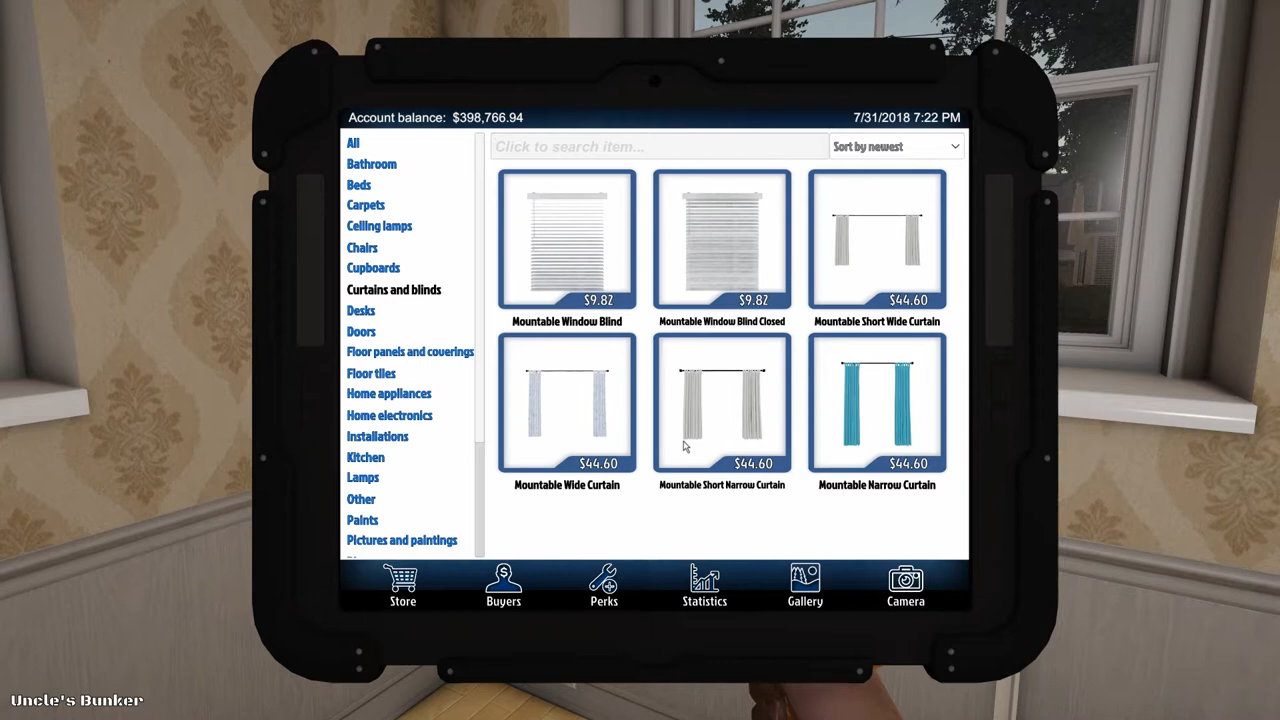 Account balance: $398,766.94
7/31/2018 7:22 PM
All
Bathroom
Beds
Carpets
Ceiling lamps
Chairs
Cupboards
Curtains and blinds
Desks
Doors
Floor panels and coverings
Floor tiles
Home appliances
Home electronics
Installations
Kitchen
Lamps
Other
Paints
Pictures and paintings
Click to search item...
Sort by newest
$9.82
Mountable Window Blind
$9.82
Mountable Window Blind Closed
$44.60
Mountable Short Wide Curtain
$44.60
Mountable Wide Curtain
$44.60
Mountable Short Narrow Curtain
$44.60
Mountable Narrow Curtain
Store
Buyers
Perks
Statistics
Gallery
Camera
Uncle's Bunker